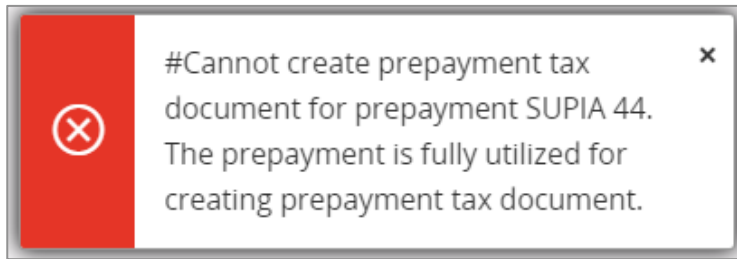 #Cannot create prepayment tax
document for prepayment SUPIA 44.
The prepayment is fully utilized for
creating prepayment tax document.